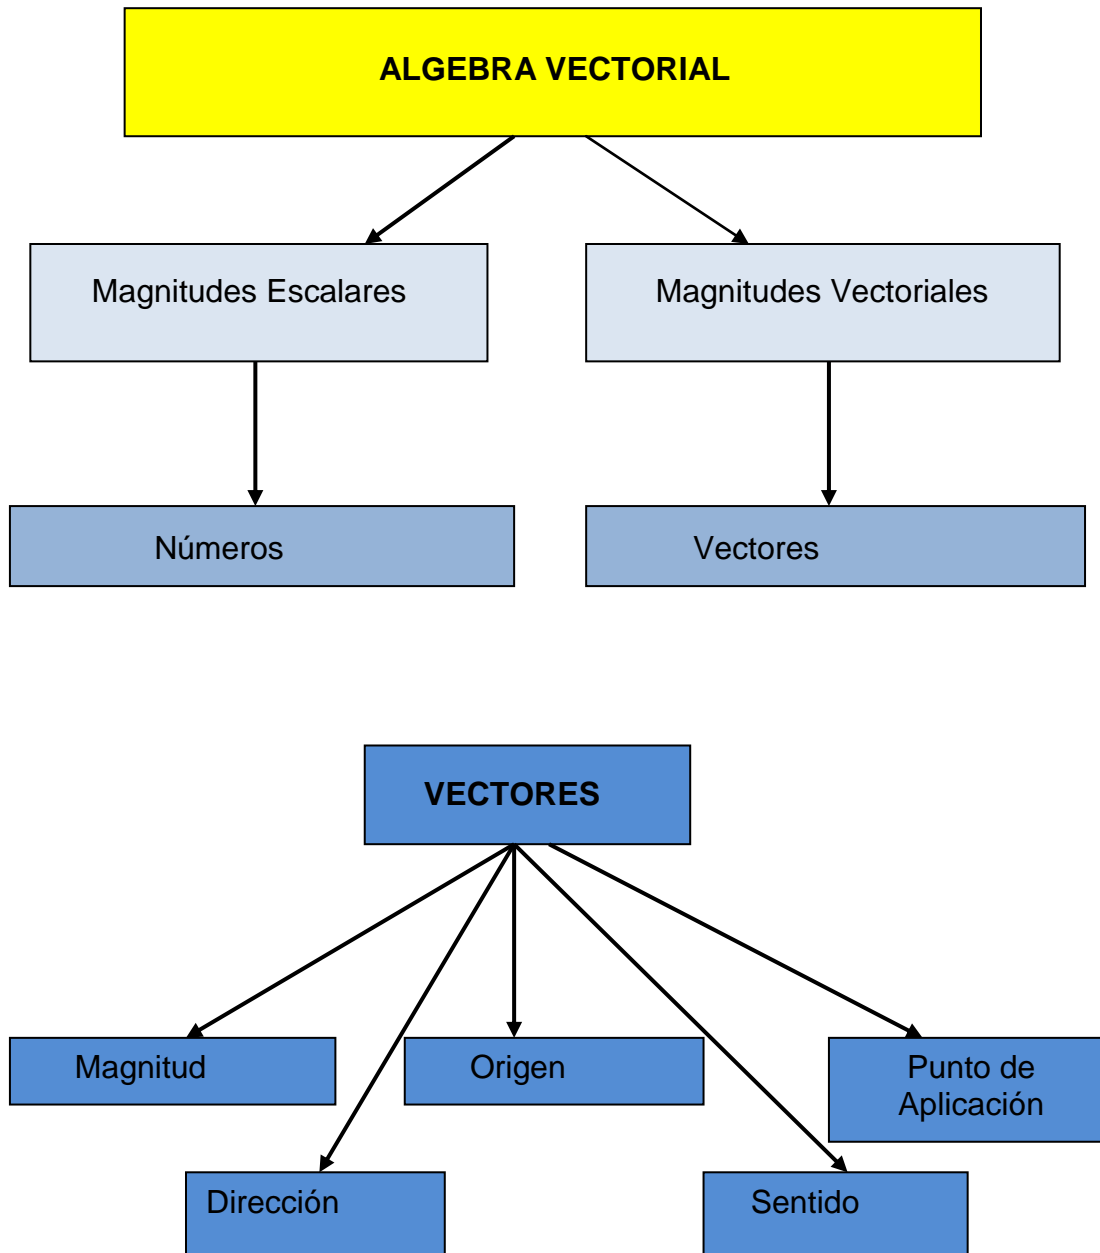 ALGEBRA VECTORIAL
Magnitudes Escalares
Magnitudes Vectoriales
Números
Vectores
VECTORES
Magnitud
Origen
Punto de
Aplicación
Dirección
Sentido